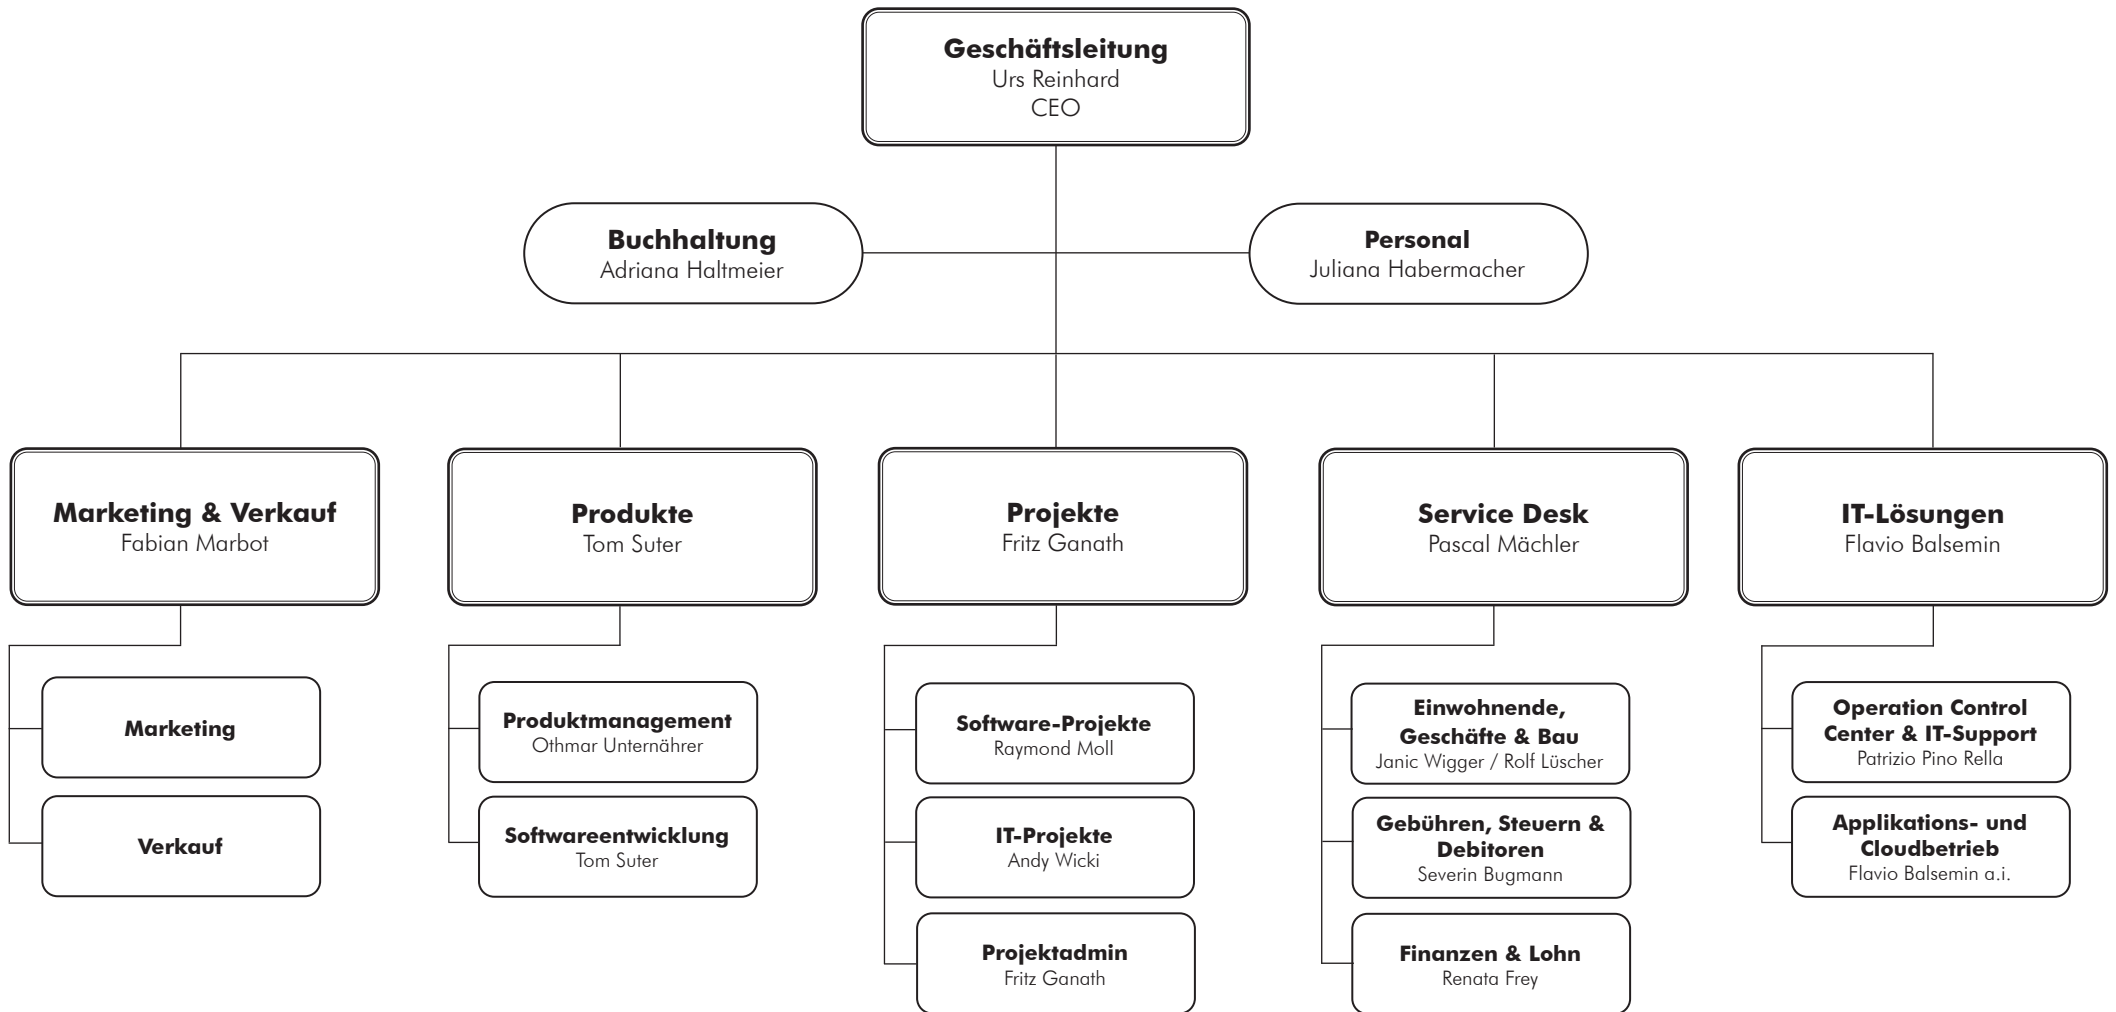 Geschäftsleitung
Urs Reinhard
CEO
Buchhaltung
Adriana Haltmeier
Personal
Juliana Habermacher
Marketing & Verkauf
Fabian Marbot
Produkte
Tom Suter
Projekte
Fritz Ganath
Service Desk
Pascal Mächler
IT-Lösungen
Flavio Balsemin
Marketing
Verkauf
Produktmanagement
Othmar Unternährer
Softwareentwicklung
Tom Suter
Software-Projekte
Raymond Moll
IT-Projekte
Andy Wicki
Projektadmin
Fritz Ganath
Einwohnende,
Geschäfte & Bau
Janic Wigger / Rolf Lüscher
Gebühren, Steuern &
Debitoren
Severin Bugmann
Finanzen & Lohn
Renata Frey
Operation Control
Center & IT-Support
Patrizio Pino Rella
Applikations- und
Cloudbetrieb
Flavio Balsemin a.i.